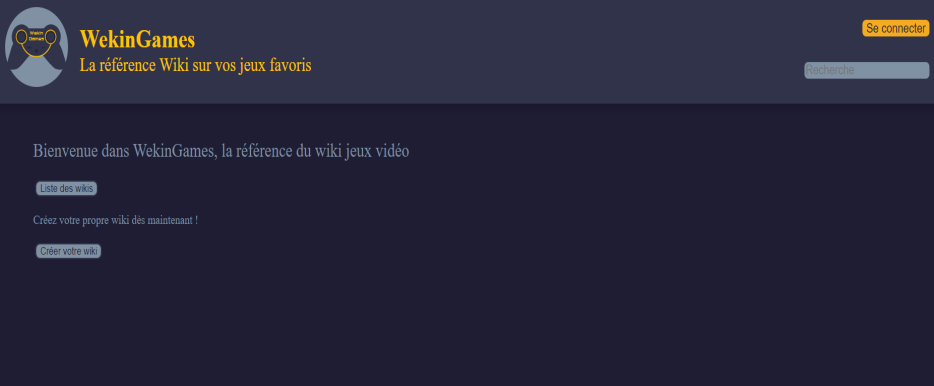 WekinGames
La référence Wiki sur vos jeux favoris
Se connecter
Recherche
Bienvenue dans WekinGames, la référence du wiki jeux vidéo
Liste des wikis
Créez votre propre wiki dès maintenant !
Créer votre wiki